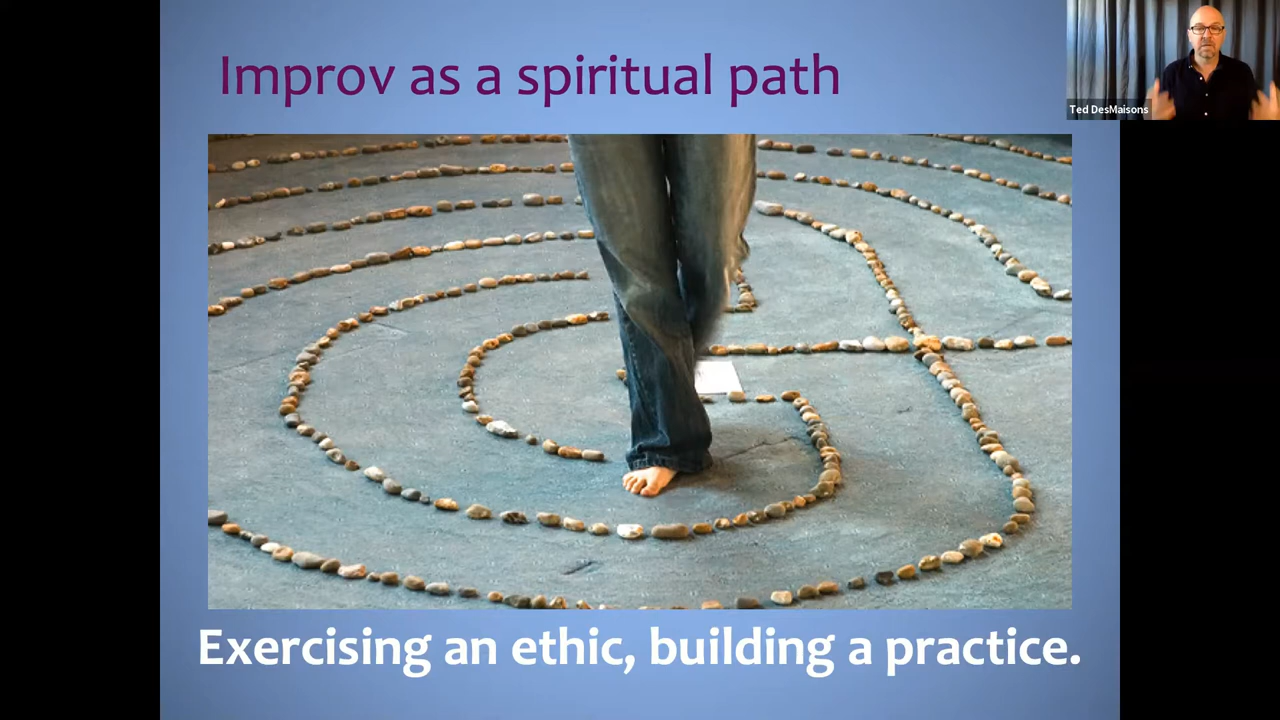 Improv as a spiritual path
Ted DesMaisons
Exercising an ethic, building a practice.